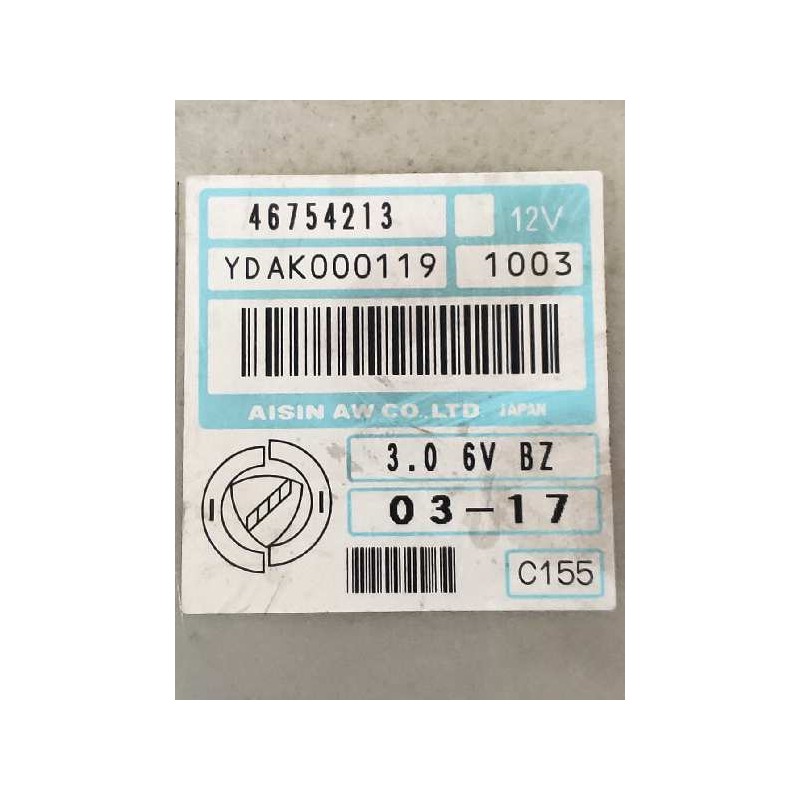 46754213 12V
YDAK000119 1003
AISIN AW CO.,LTD JAPAN
3.0 6V BZ
03-17
C155